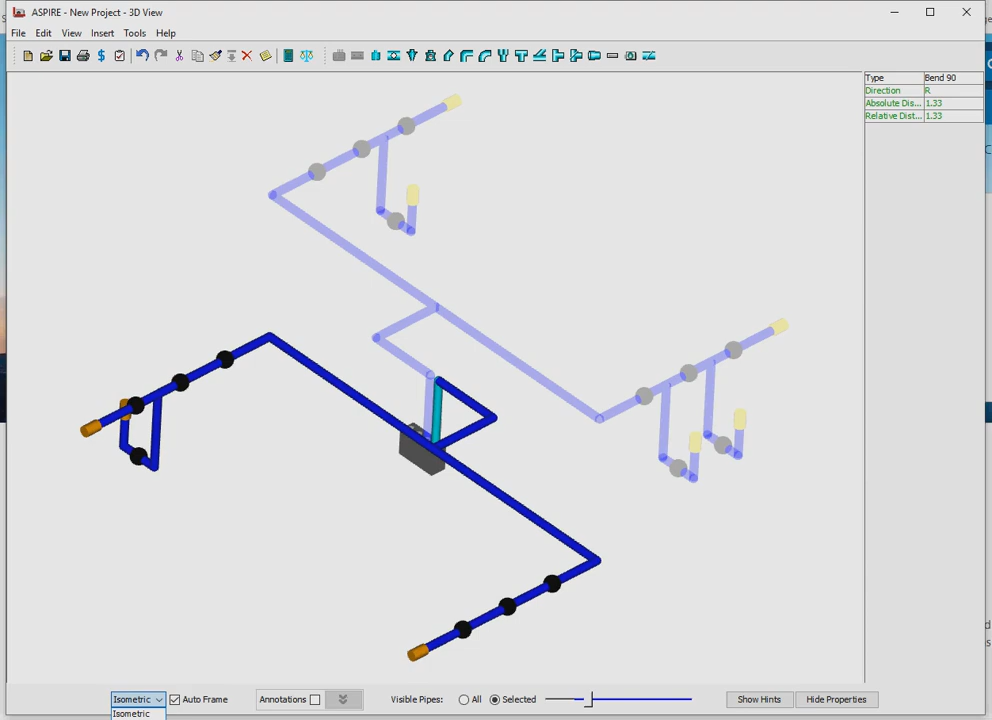 ASPIRE - New Project - 3D View
File Edit View Insert Tools Help
Type Bend 90
Direction R
Absolute Dis... 1.33
Relative Dist... 1.33
Isometric Auto Frame Annotations Visible Pipes: All Selected Show Hints Hide Properties
Isometric